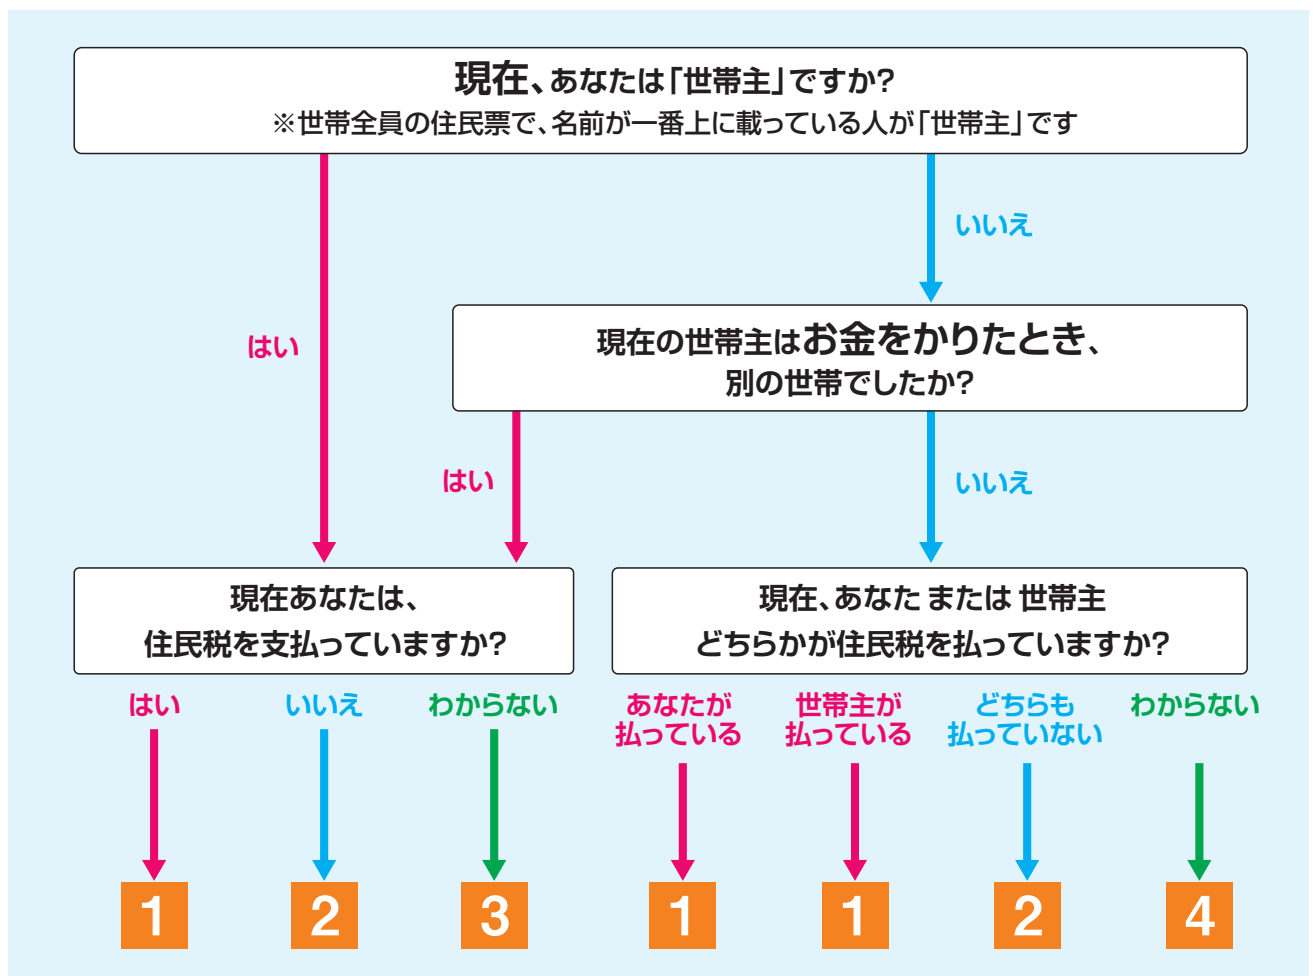 現在、あなたは「世帯主」ですか?
※世帯全員の住民票で、名前が一番上に載っている人が「世帯主」です
いいえ
はい
現在の世帯主はお金をかりたとき、
別の世帯でしたか?
はい
いいえ
現在あなたは、
住民税を支払っていますか?
現在、あなた または 世帯主
どちらかが住民税を払っていますか?
はい
いいえ
わからない
あなたが
払っている
世帯主が
払っている
どちらも
払っていない
わからない
1
2
3
1
1
2
4